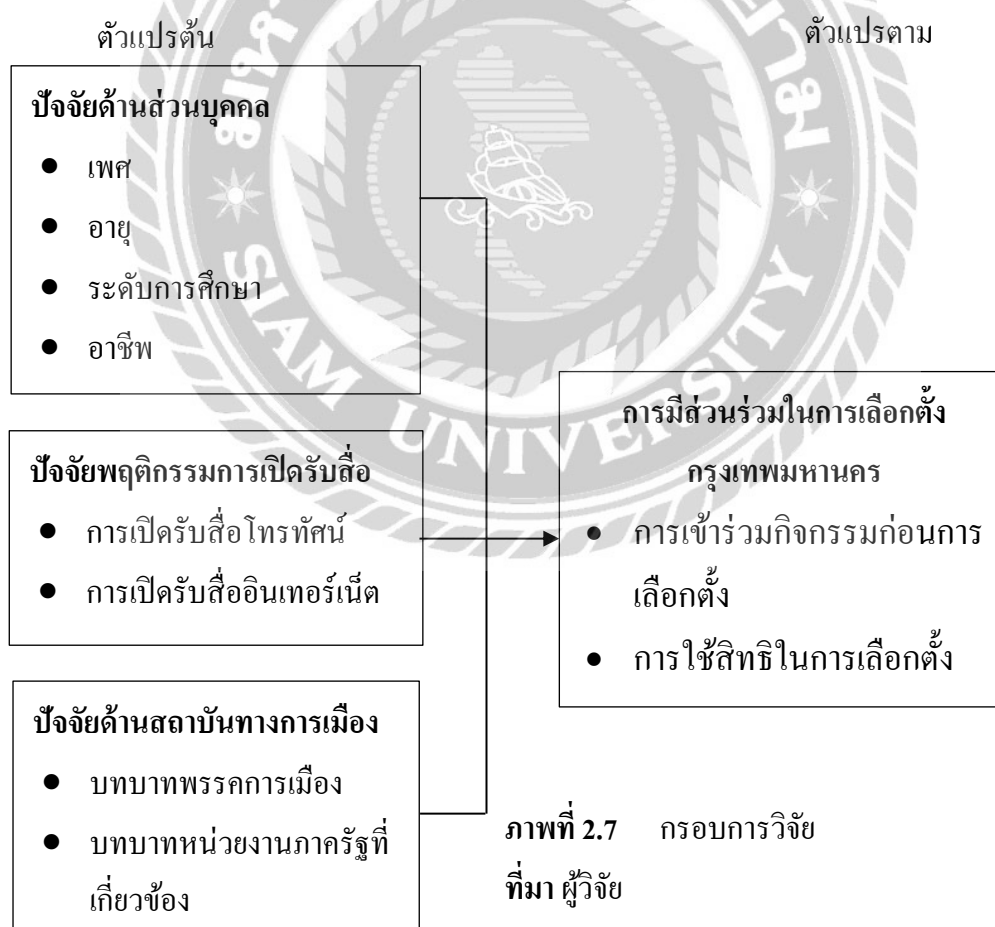 ตัวแปรต้น
ตัวแปรตาม
ปัจจัยด้านส่วนบุคคล
● เพศ
● อายุ
● ระดับการศึกษา
● อาชีพ
ปัจจัยพฤติกรรมการเปิดรับสื่อ
● การเปิดรับสื่อโทรทัศน์
● การเปิดรับสื่ออินเทอร์เน็ต
ปัจจัยด้านสถาบันทางการเมือง
● บทบาทพรรคการเมือง
● บทบาทหน่วยงานภาครัฐที่
เกี่ยวข้อง
การมีส่วนร่วมในการเลือกตั้ง
กรุงเทพมหานคร
● การเข้าร่วมกิจกรรมก่อนการ
เลือกตั้ง
● การใช้สิทธิในการเลือกตั้ง
ภาพที่ 2.7 กรอบการวิจัย
ที่มา ผู้วิจัย
SIAM UNIVERSITY